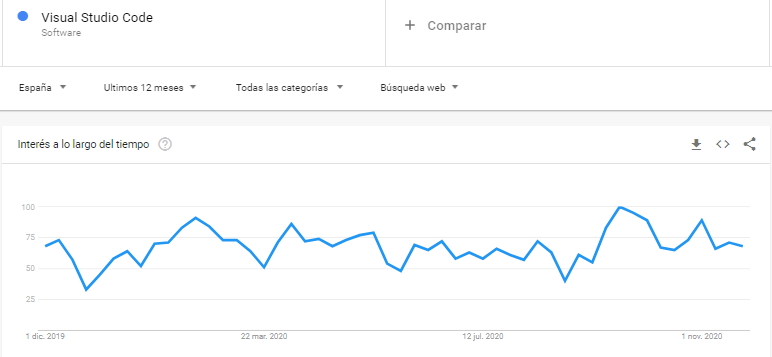 Visual Studio Code
Software
+ Comparar
España
Ultimos 12 meses
Todas las categorías
Búsqueda web
Interés a lo largo del tiempo
100
75
50
25
1 dic. 2019
22 mar. 2020
12 jul. 2020
1 nov. 2020